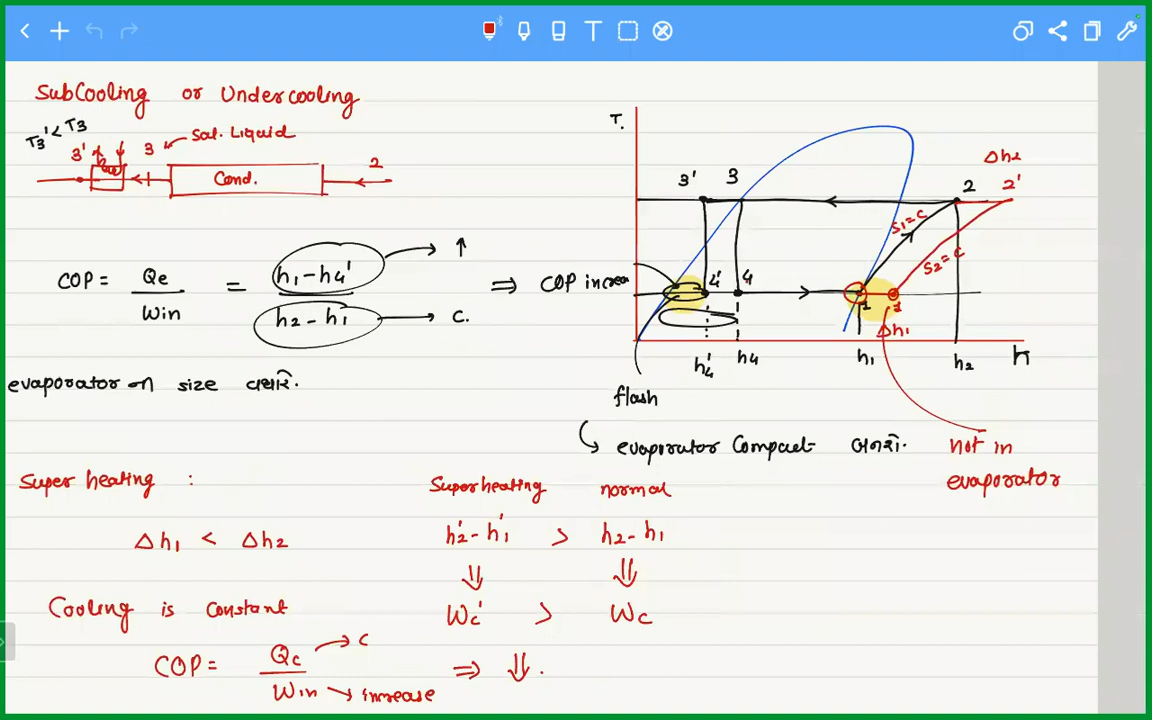 SubCooling or Undercooling
T3' < T3
3' 3 Sat. Liquid
Cond. 2
COP = Qe / Win = h1-h4' / h2-h1 ⇒ COP increa
↑
C.
evaporator ની size વધારે.
T.
3' 3 2 2' Δh2
S1=C
S2=C
4' 4 1 1'
Δh1
h4' h4 h1 h2 h
flash
evaporator Compact બનશે.
not in
evaporator
Super heating :
Superheating normal
Δh1 < Δh2
h2' - h1' > h2 - h1
⇓ ⇓
Cooling is Constant
Wc' > Wc
COP = Qc / Win ⇒ ⇓.
→ C
→ increase